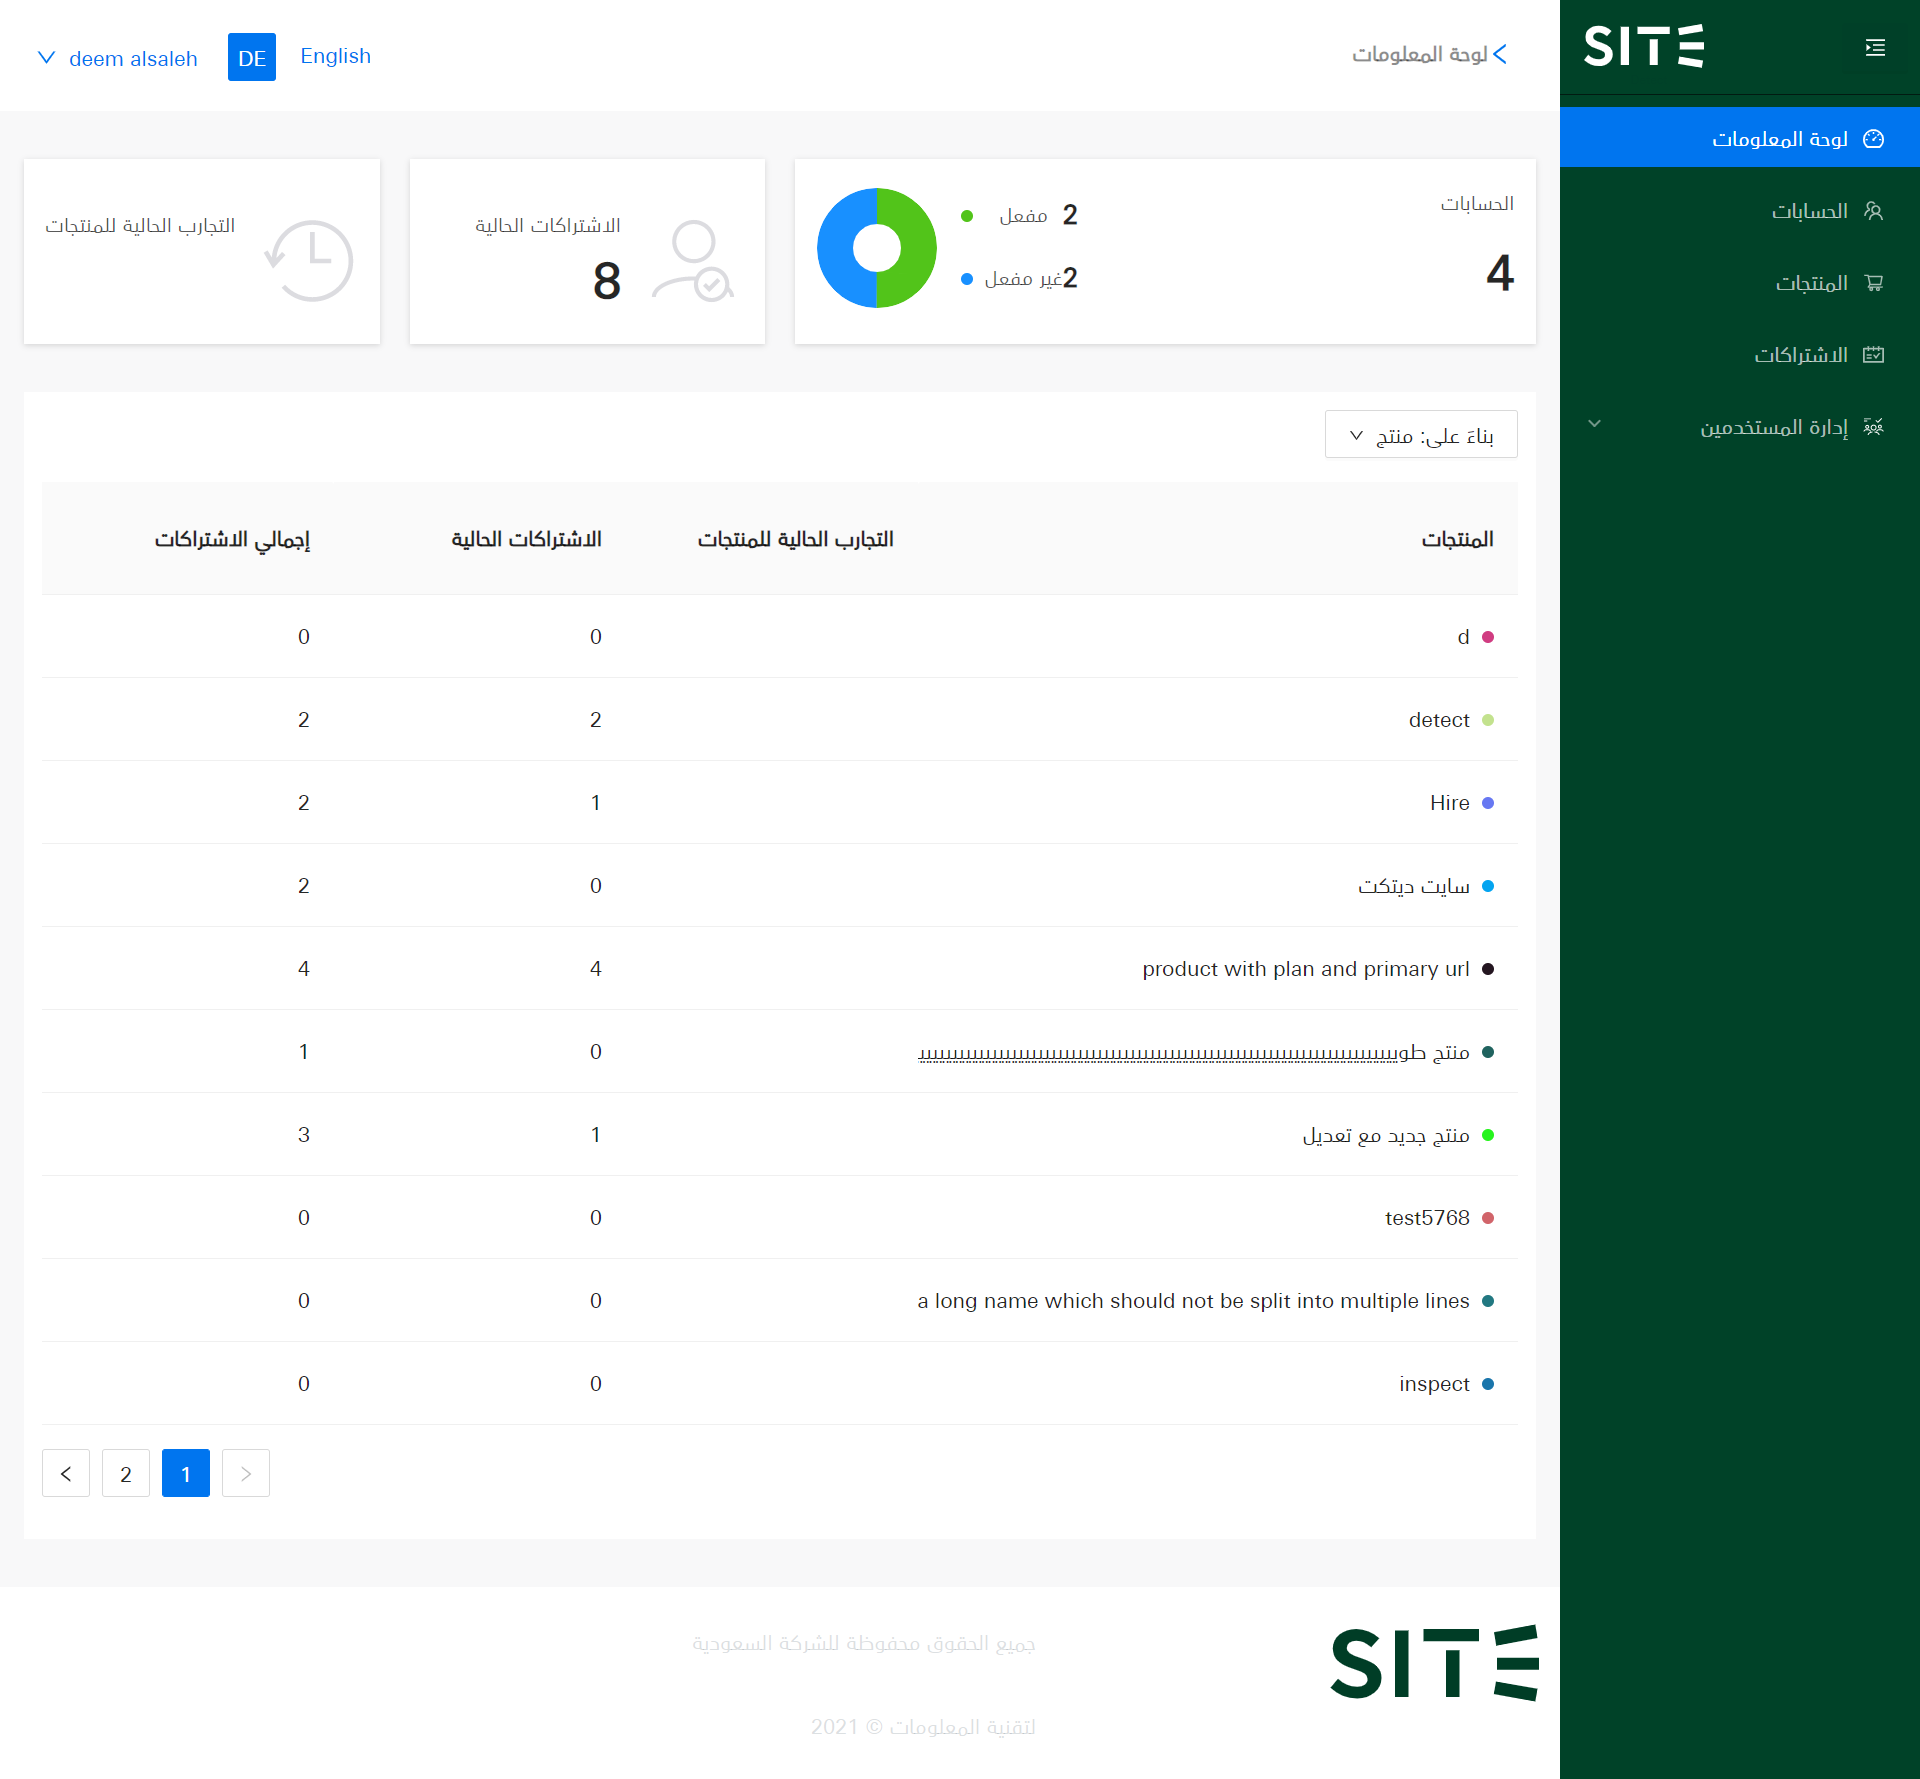 SITE
لوحة المعلومات
الحسابات
المنتجات
الاشتراكات
إدارة المستخدمين
لوحة المعلومات
English
DE
deem alsaleh
الحسابات
4
2 مفعل
2 غير مفعل
الاشتراكات الحالية
8
التجارب الحالية للمنتجات
بناءً على: منتج
المنتجات التجارب الحالية للمنتجات الاشتراكات الحالية إجمالي الاشتراكات
d 0 0
detect 2 2
Hire 1 2
سايت ديتكت 0 2
product with plan and primary url 4 4
منتج 0 1
منتج جديد مع تعديل 1 3
test5768 0 0
a long name which should not be split into multiple lines 0 0
inspect 0 0
1 2
SITE
جميع الحقوق محفوظة للشركة السعودية
لتقنية المعلومات © 2021